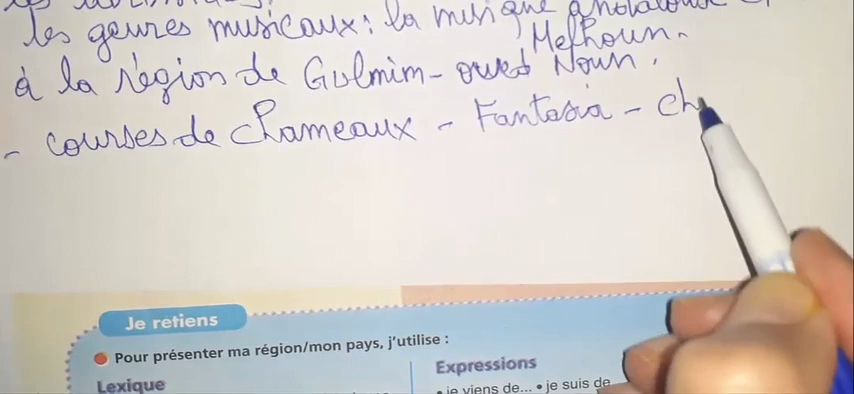 les genres musicaux : la musique
Melhoun.
à la région de Gulmim - oued Noun.
- courses de chameaux - Fantasia - ch
Je retiens
Pour présenter ma région/mon pays, j'utilise :
Lexique
Expressions
• je viens de... • je suis de